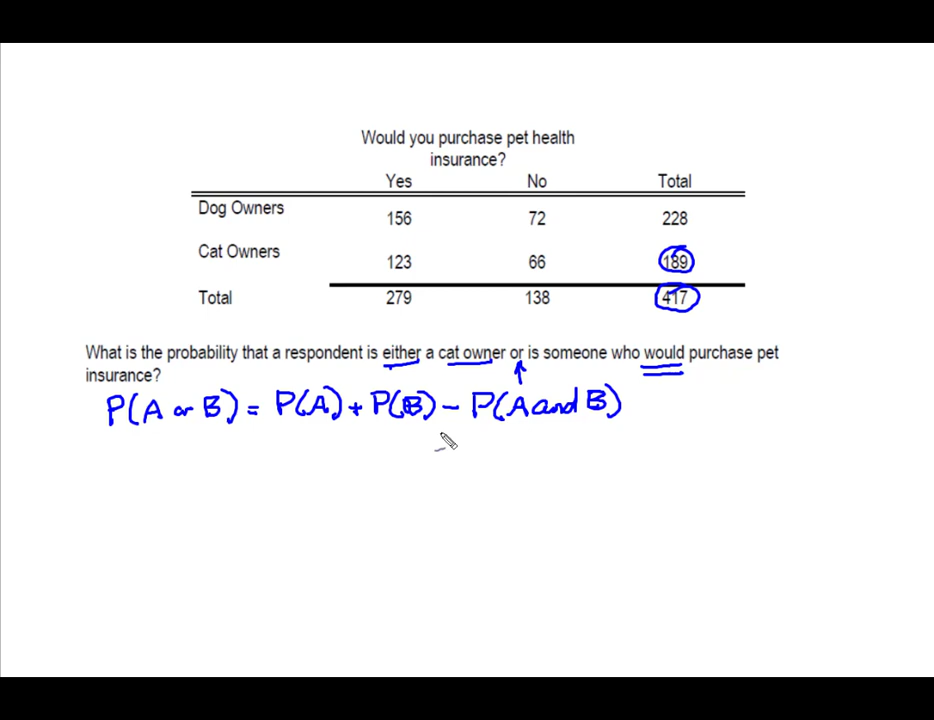 Would you purchase pet health
insurance?
Yes No Total
Dog Owners 156 72 228
Cat Owners 123 66 189
Total 279 138 417
What is the probability that a respondent is either a cat owner or is someone who would purchase pet
insurance?
P(A or B) = P(A) + P(B) - P(A and B)